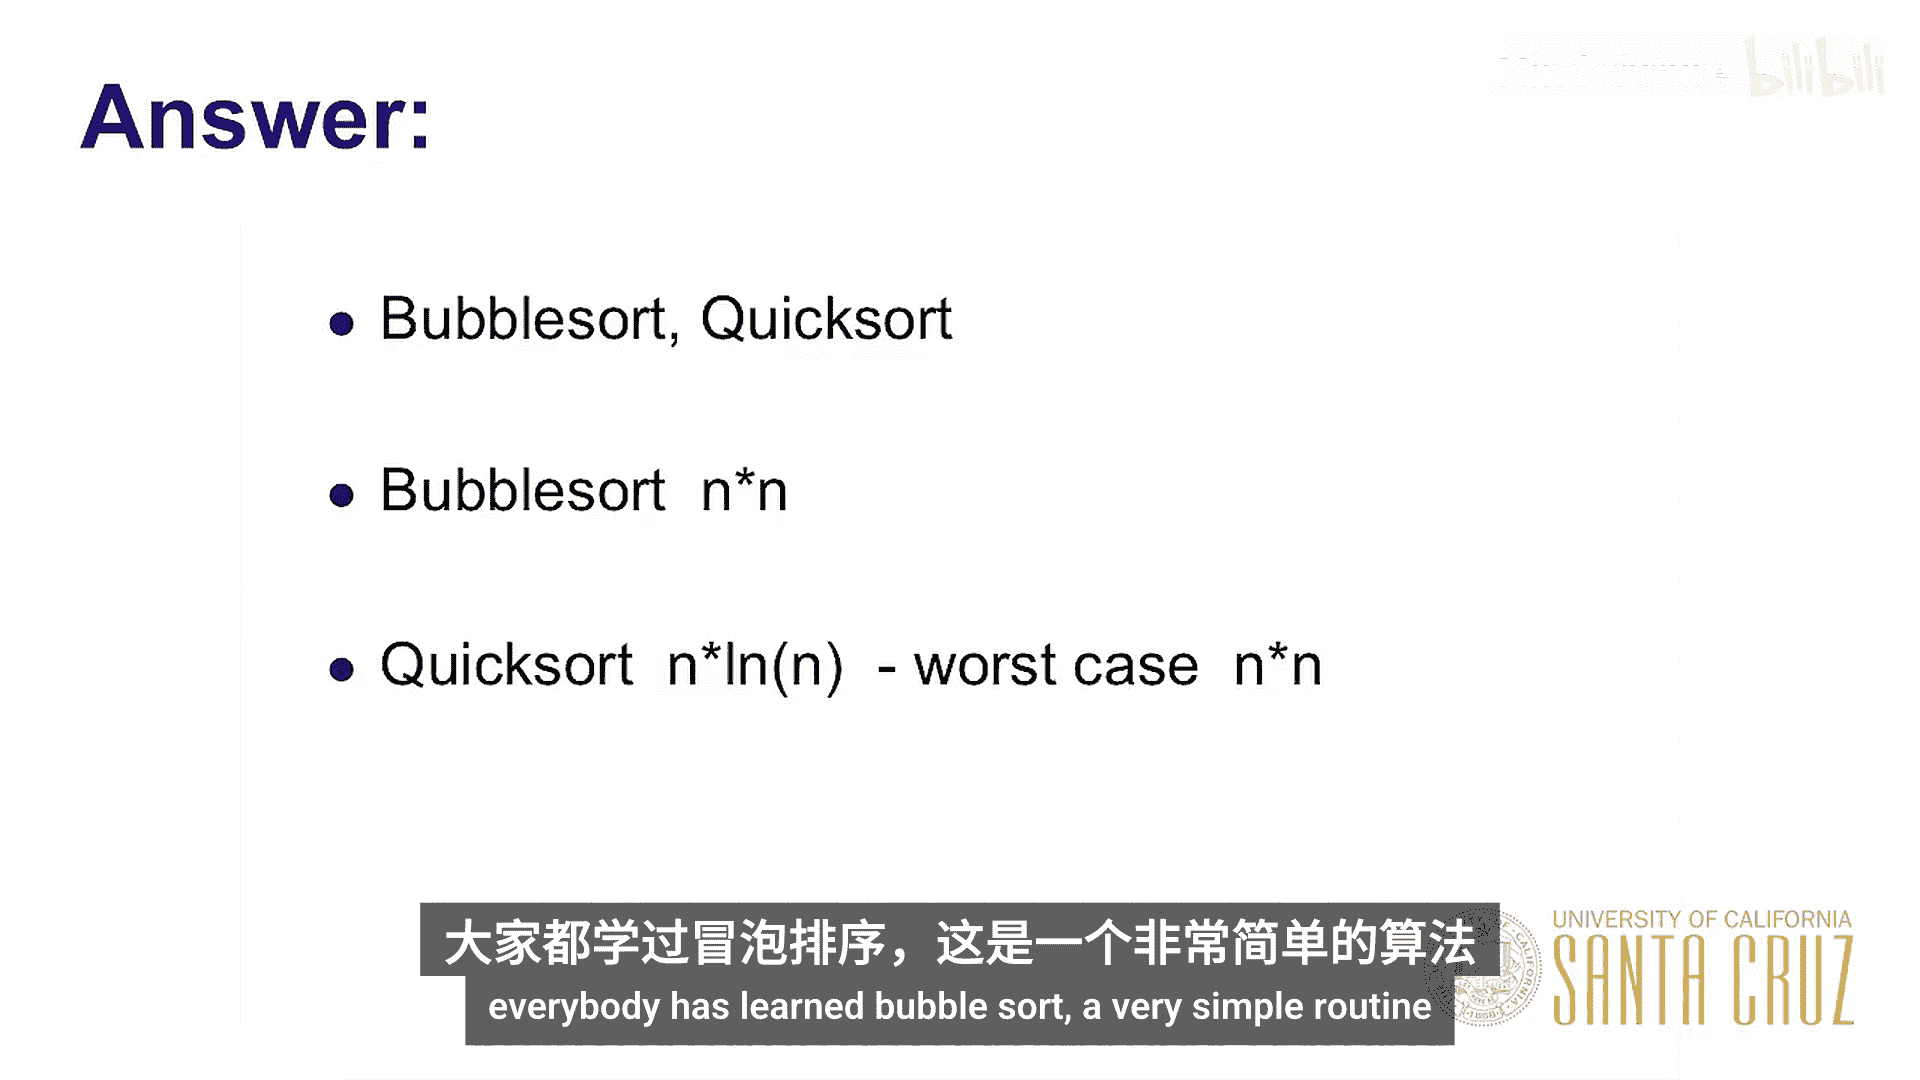 bilibili
Answer:
• Bubblesort, Quicksort
• Bubblesort n*n
• Quicksort n*ln(n) - worst case n*n
大家都学过冒泡排序，这是一个非常简单的算法
everybody has learned bubble sort, a very simple routine
UNIVERSITY OF CALIFORNIA
SANTA CRUZ